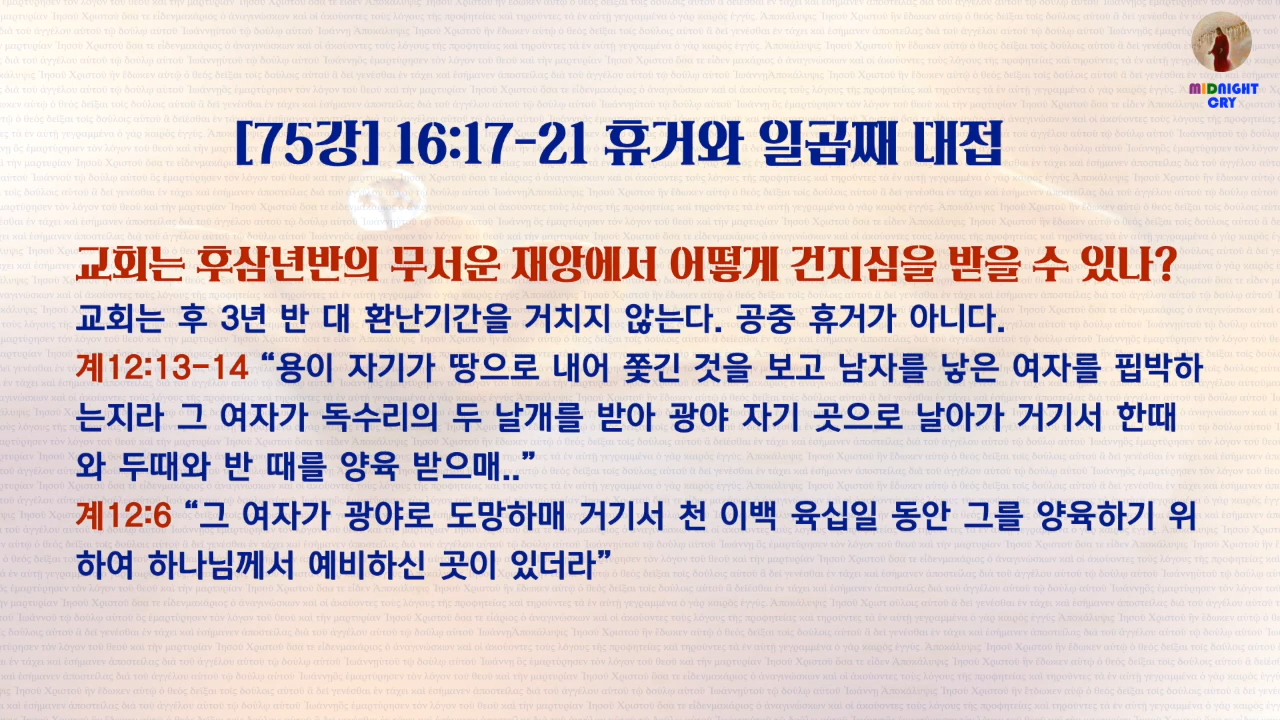 MIDNIGHT
CRY
[75강] 16:17-21 휴거와 일곱째 대접
교회는 후삼년반의 무서운 재앙에서 어떻게 건지심을 받을 수 있나?
교회는 후 3년 반 대 환난기간을 거치지 않는다. 공중 휴거가 아니다.
계12:13-14 “용이 자기가 땅으로 내어 쫓긴 것을 보고 남자를 낳은 여자를 핍박하
는지라 그 여자가 독수리의 두 날개를 받아 광야 자기 곳으로 날아가 거기서 한때
와 두때와 반 때를 양육 받으매..”
계12:6 “그 여자가 광야로 도망하매 거기서 천 이백 육십일 동안 그를 양육하기 위
하여 하나님께서 예비하신 곳이 있더라”